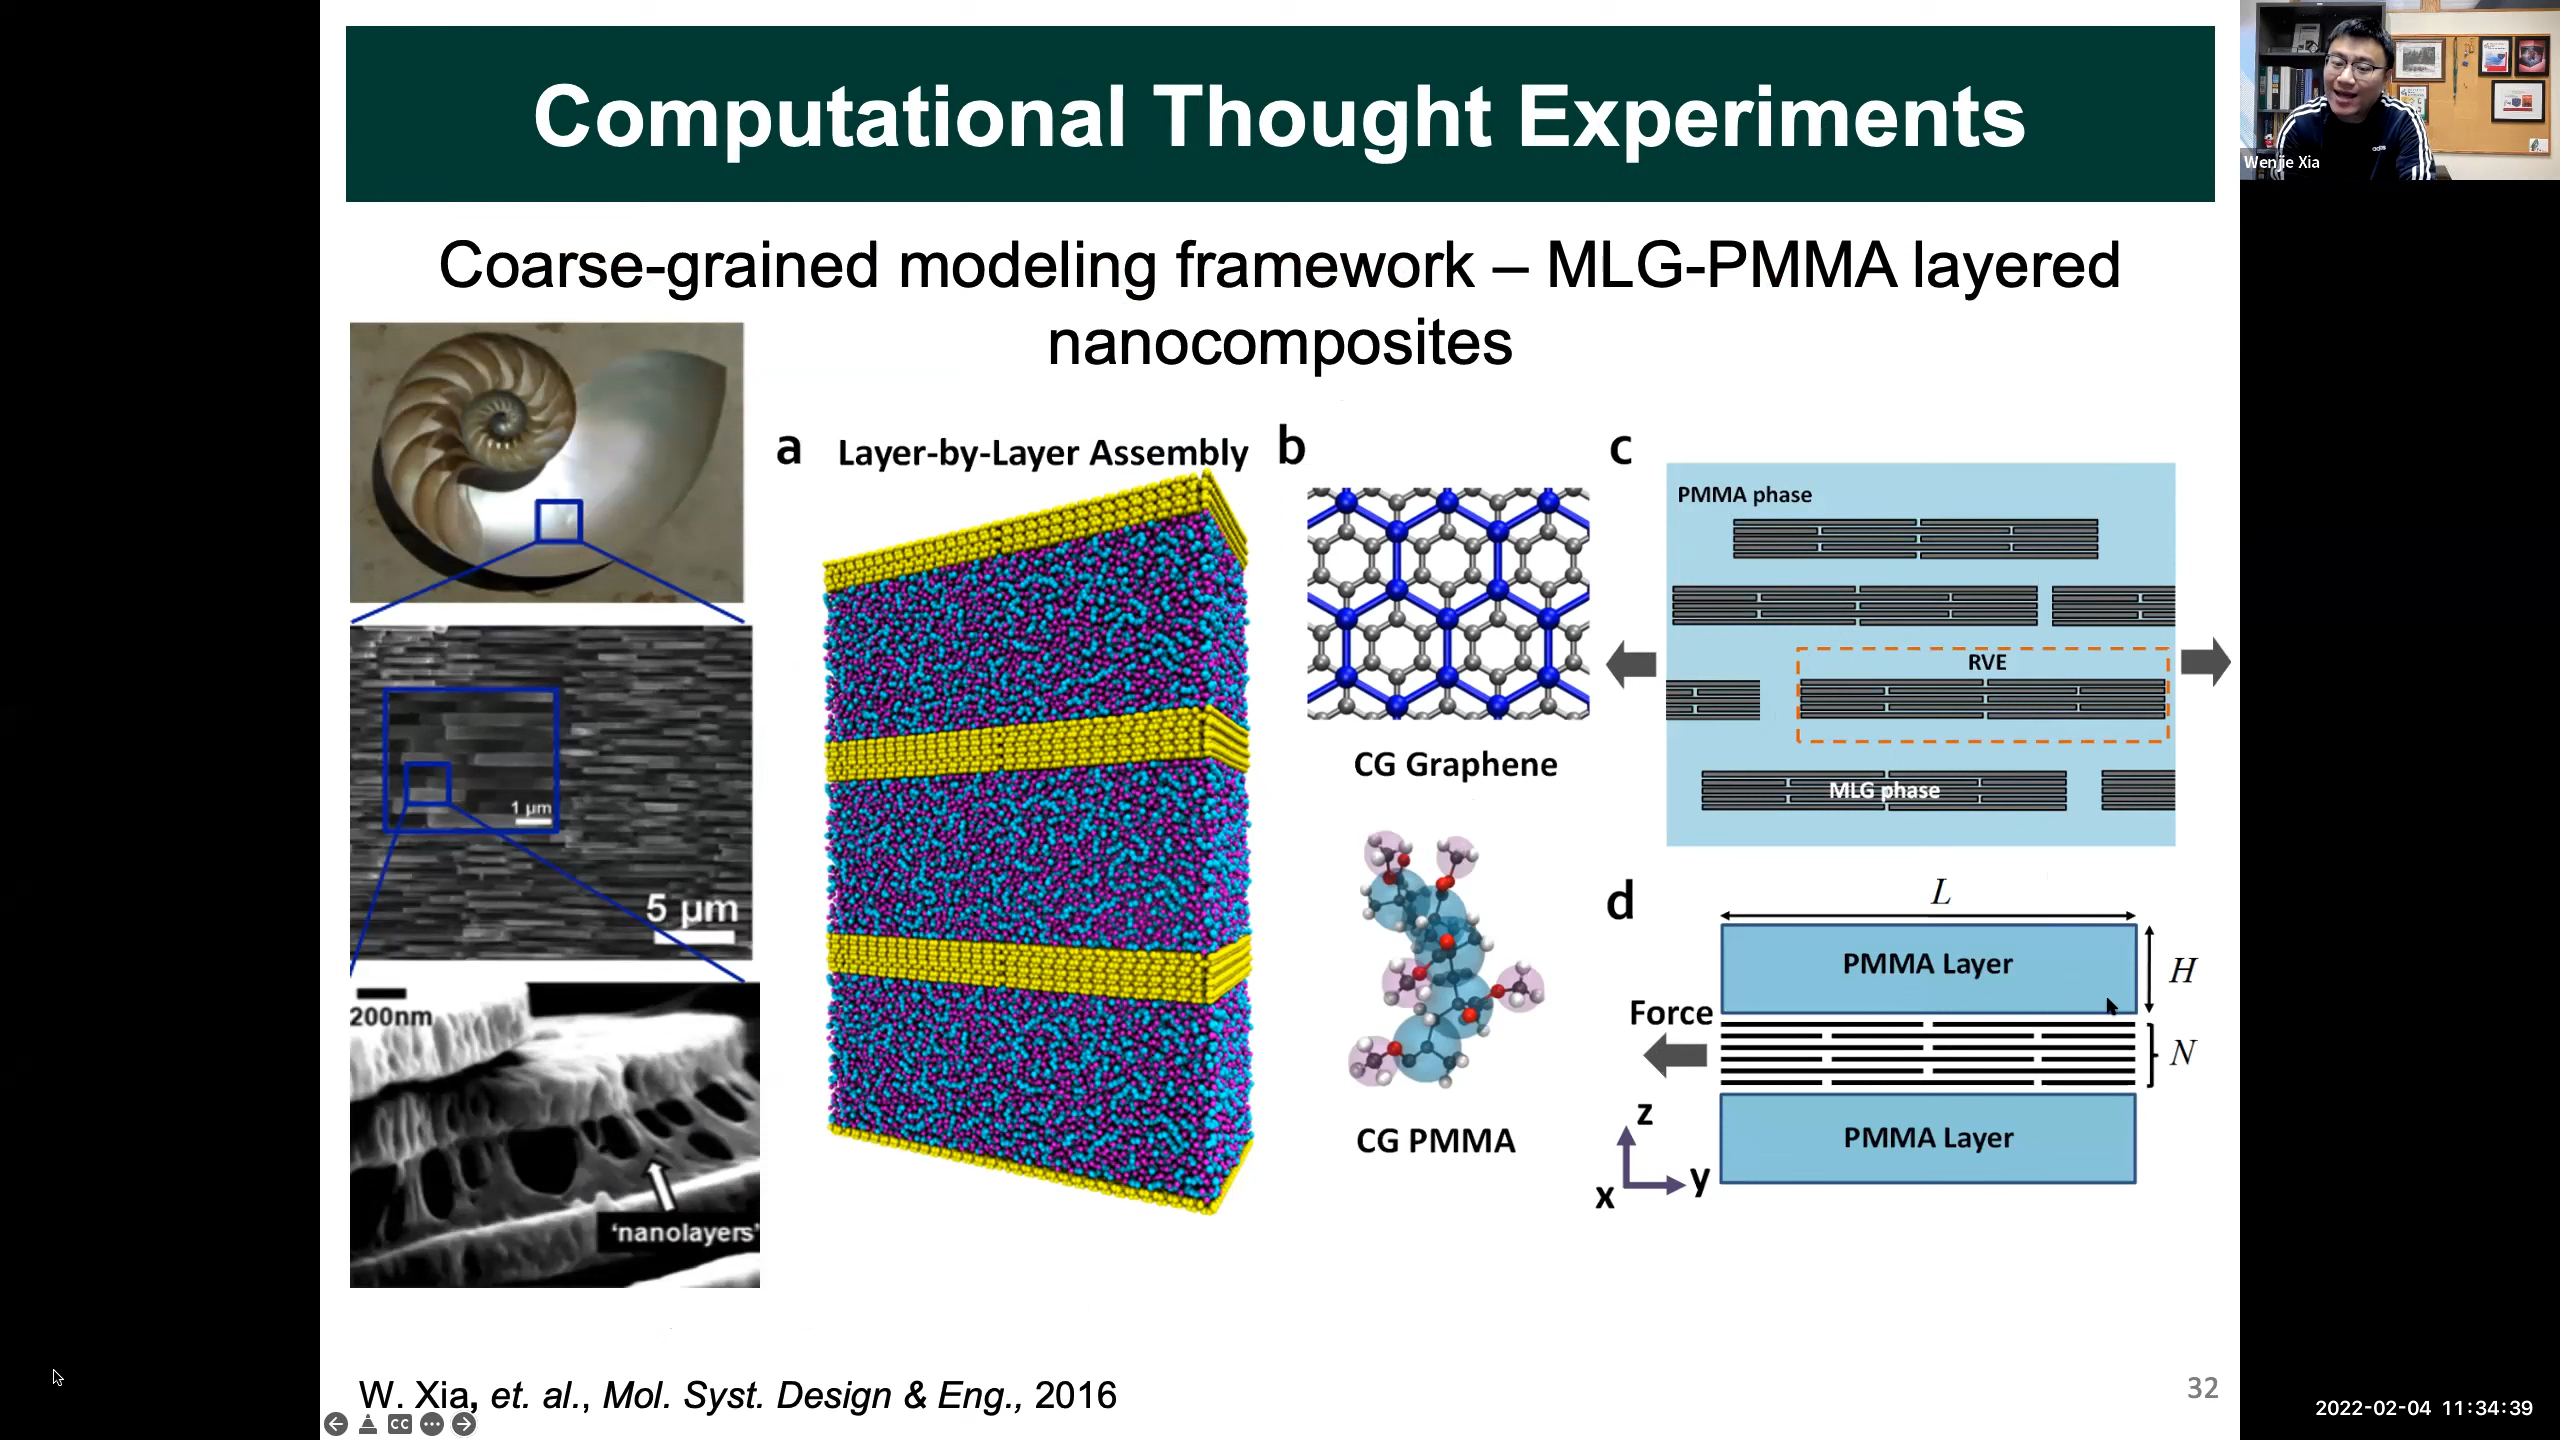 Computational Thought Experiments
Wenjie Xia
Coarse-grained modeling framework – MLG-PMMA layered
nanocomposites
a Layer-by-Layer Assembly
b
c
PMMA phase
RVE
MLG phase
CG Graphene
1 μm
5 μm
200nm
'nanolayers'
CG PMMA
d
L
PMMA Layer
H
Force
N
z
PMMA Layer
y
x
W. Xia, et. al., Mol. Syst. Design & Eng., 2016
32
CC
2022-02-04 11:34:39